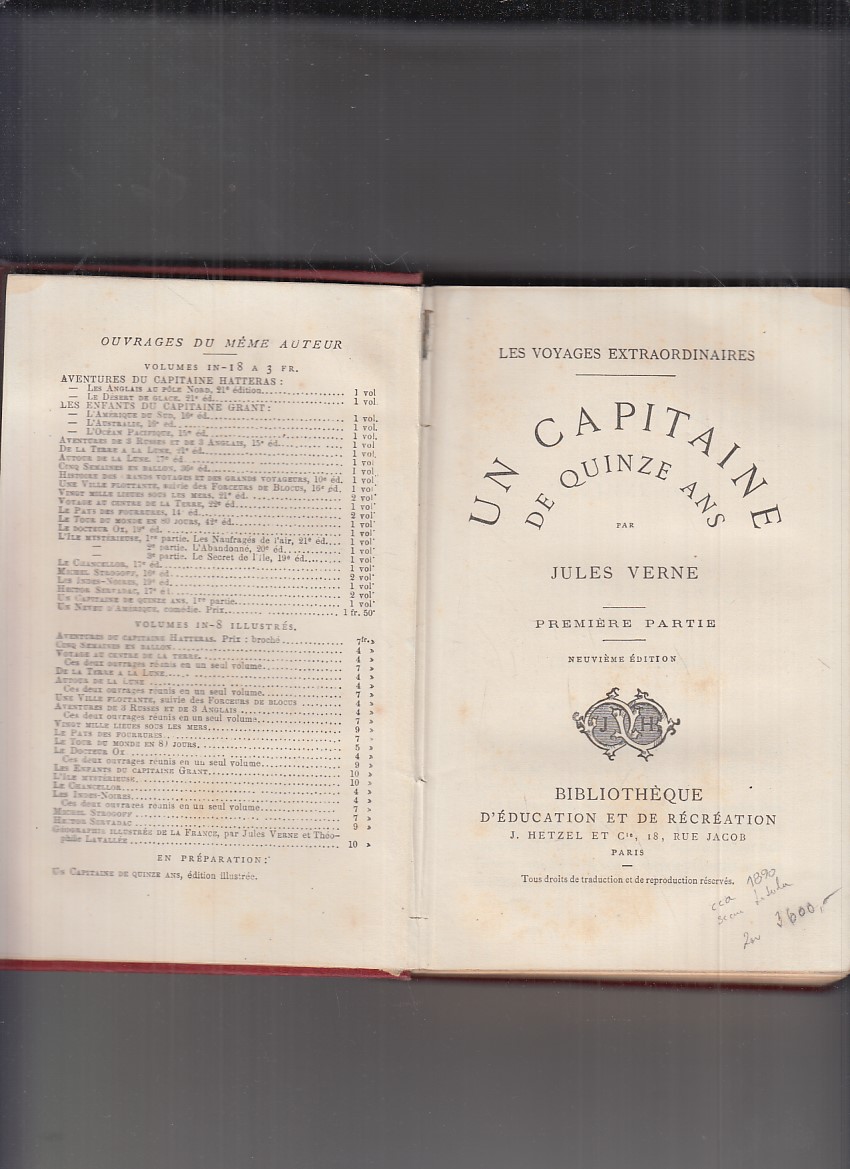 OUVRAGES DU MÊME AUTEUR
VOLUMES IN-18 A 3 FR.
AVENTURES DU CAPITAINE HATTERAS :
— LES ANGLAIS AU PÔLE NORD, 21e édition 1 vol
— LE DÉSERT DE GLACE, 21e éd. 1 vol.
LES ENFANTS DU CAPITAINE GRANT :
— L'AMÉRIQUE DU SUD, 16e éd. 1 vol.
— L'AUSTRALIE, 16e éd. 1 vol.
— L'OCÉAN PACIFIQUE, 15e éd. 1 vol.
AVENTURES DE 3 RUSSES ET DE 3 ANGLAIS, 15e éd. 1 vol
DE LA TERRE A LA LUNE, éd. 1 vol
AUTOUR DE LA LUNE, 17e éd. 1 vol
CINQ SEMAINES EN BALLON, éd. 1 vol
HISTOIRE DES GRANDS VOYAGES ET DES GRANDS VOYAGEURS, 10e éd. 1 vol
UNE VILLE FLOTTANTE, suivie des FORCEURS DE BLOCUS, 16e éd. 1 vol
VINGT MILLE LIEUES SOUS LES MERS, 21e éd. 2 vol
VOYAGE AU CENTRE DE LA TERRE, 22e éd. 1 vol
LE PAYS DES FOURRURES, 14e éd. 2 vol
LE TOUR DU MONDE EN 80 JOURS, 42e éd. 1 vol
LE DOCTEUR OX, éd. 1 vol
L'ÎLE MYSTÉRIEUSE, 1re partie. Les Naufragés de l'air, 21e éd. 1 vol
— 2e partie. L'Abandonné, 20e éd. 1 vol
— 3e partie. Le Secret de l'île, 19e éd. 1 vol
LE CHANCELLOR, 17e éd. 1 vol
MICHEL STROGOFF, 16e éd. 2 vol
LES INDES-NOIRES, éd. 1 vol
HECTOR SERVADAC, 17e éd. 2 vol
UN CAPITAINE DE QUINZE ANS. 1re partie 1 vol
UN NEVEU D'AMÉRIQUE, comédie. Prix 1 fr. 50
VOLUMES IN-8 ILLUSTRÉS.
AVENTURES DU CAPITAINE HATTERAS. Prix : broché 7 fr. »
CINQ SEMAINES EN BALLON 4 »
VOYAGE AU CENTRE DE LA TERRE 4 »
Ces deux ouvrages réunis en un seul volume 7 »
DE LA TERRE A LA LUNE 4 »
AUTOUR DE LA LUNE 4 »
Ces deux ouvrages réunis en un seul volume 7 »
UNE VILLE FLOTTANTE, suivie des FORCEURS DE BLOCUS 4 »
AVENTURES DE 3 RUSSES ET DE 3 ANGLAIS 4 »
Ces deux ouvrages réunis en un seul volume 7 »
VINGT MILLE LIEUES SOUS LES MERS 9 »
LE PAYS DES FOURRURES 7 »
LE TOUR DU MONDE EN 80 JOURS 5 »
LE DOCTEUR OX 4 »
Ces deux ouvrages réunis en un seul volume 9 »
LES ENFANTS DU CAPITAINE GRANT 10 »
L'ÎLE MYSTÉRIEUSE 10 »
LE CHANCELLOR 4 »
LES INDES-NOIRES 4 »
Ces deux ouvrages réunis en un seul volume 7 »
MICHEL STROGOFF 7 »
HECTOR SERVADAC 9 »
GÉOGRAPHIE ILLUSTRÉE DE LA FRANCE, par JULES VERNE et Théo-
phile LAVALLÉE 10 »
EN PRÉPARATION :
UN CAPITAINE DE QUINZE ANS, édition illustrée.
LES VOYAGES EXTRAORDINAIRES
UN CAPITAINE
DE QUINZE ANS
PAR
JULES VERNE
PREMIÈRE PARTIE
NEUVIÈME ÉDITION
J H
BIBLIOTHÈQUE
D'ÉDUCATION ET DE RÉCRÉATION
J. HETZEL ET Cie, 18, RUE JACOB
PARIS
Tous droits de traduction et de reproduction réservés.
cca 1890
3600,-